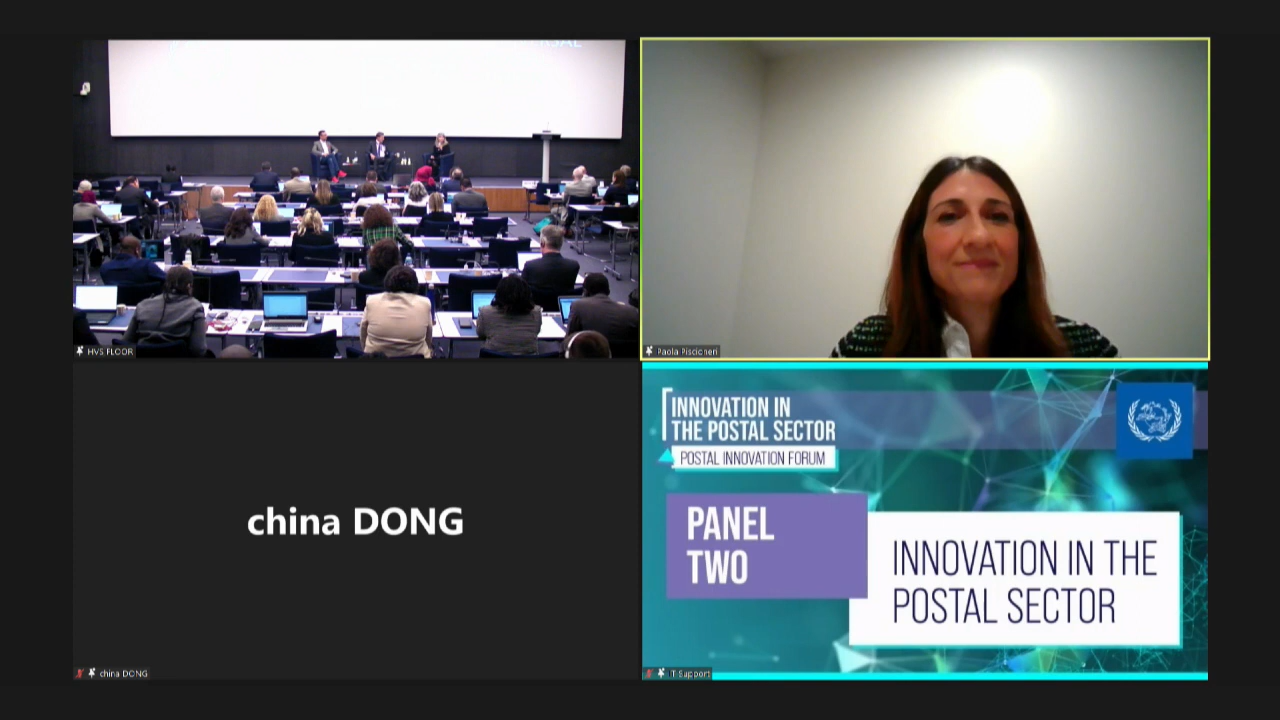 HVS FLOOR
Paola Piscioneri
china DONG
china DONG
INNOVATION IN
THE POSTAL SECTOR
POSTAL INNOVATION FORUM
PANEL
TWO
INNOVATION IN THE
POSTAL SECTOR
IT Support